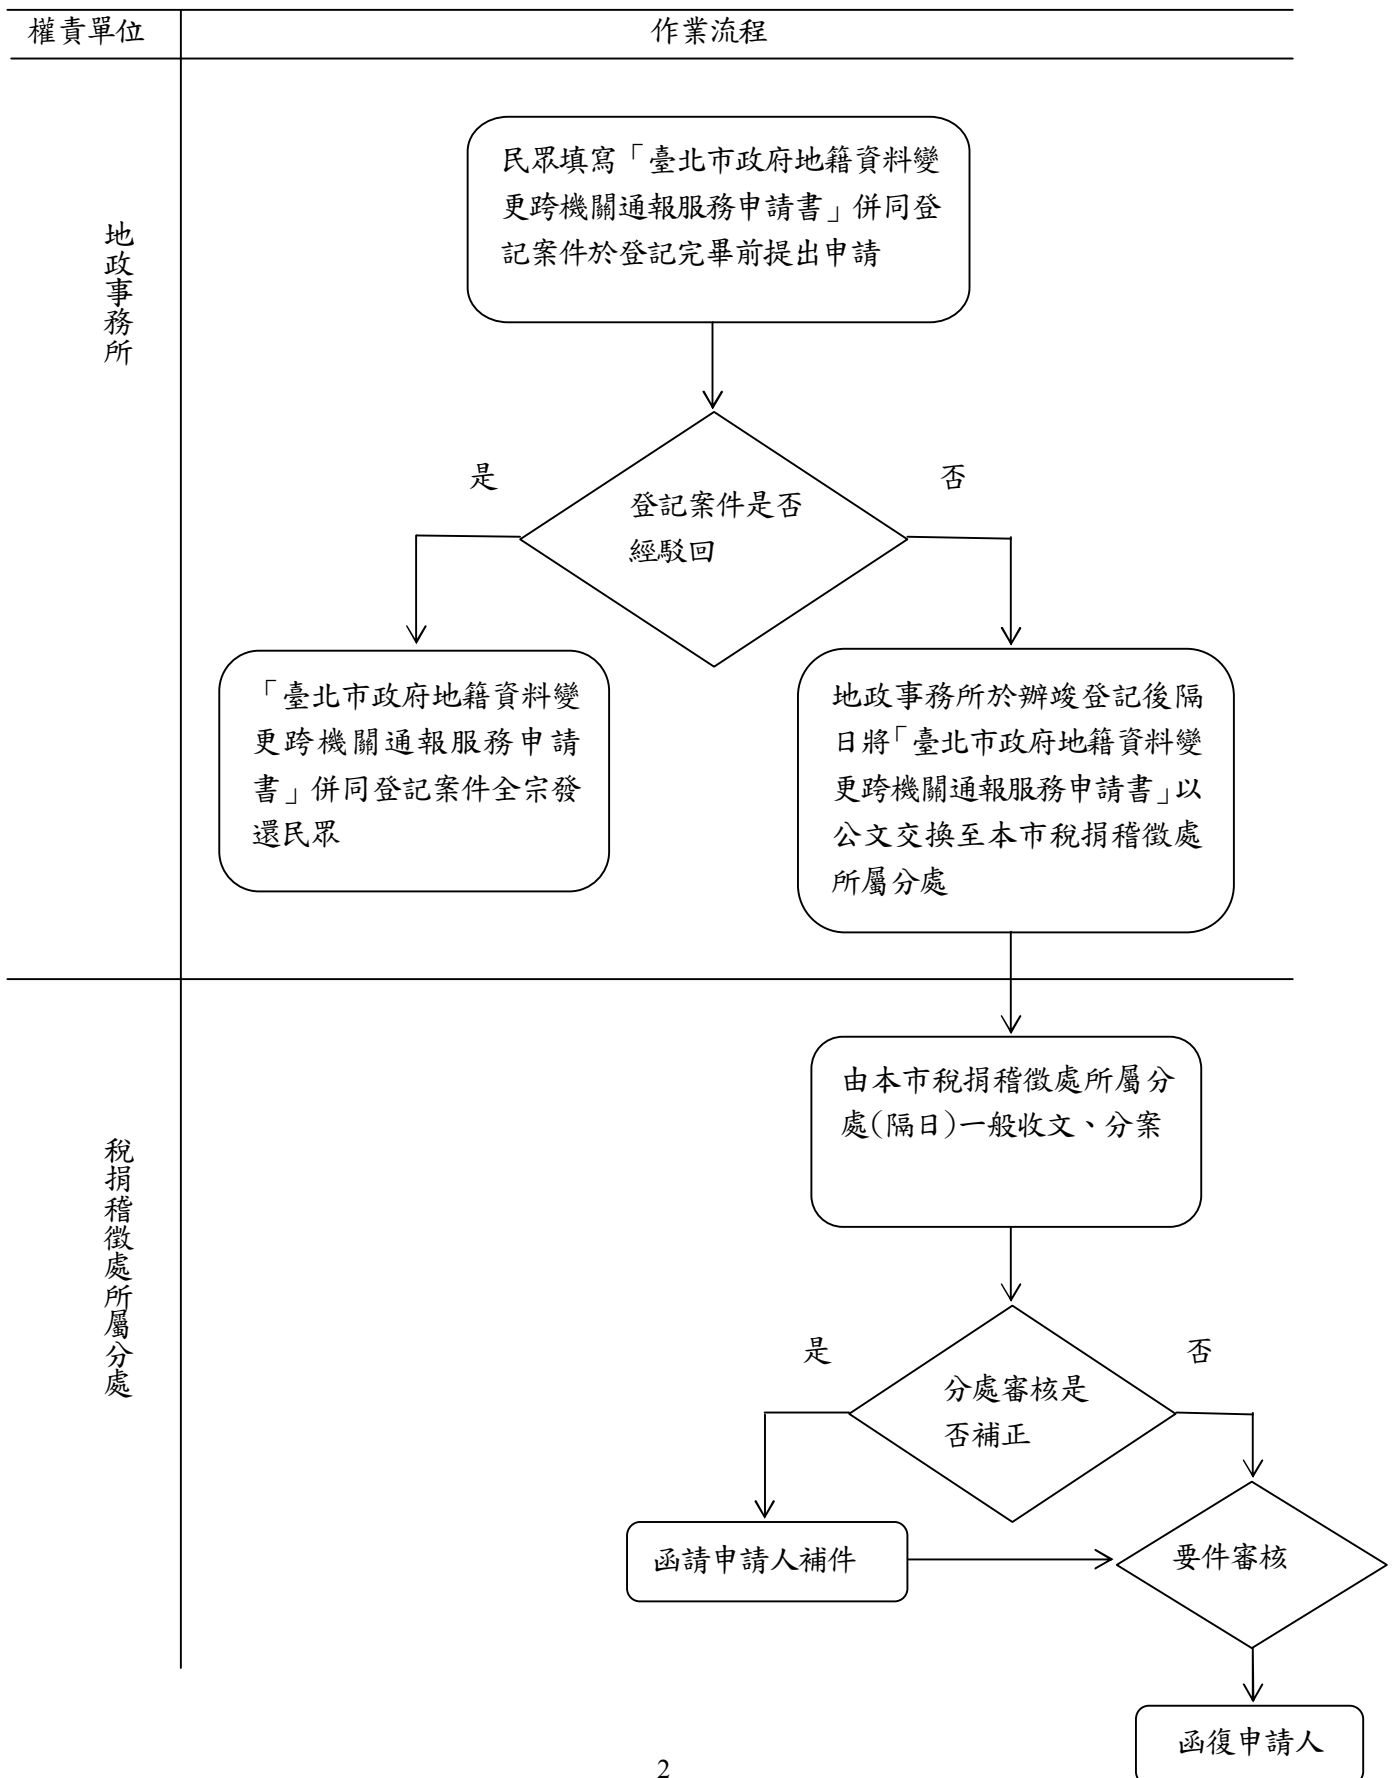 權責單位
作業流程
地政事務所
民眾填寫「臺北市政府地籍資料變
更跨機關通報服務申請書」併同登
記案件於登記完畢前提出申請
是
否
登記案件是否
經駁回
「臺北市政府地籍資料變
更跨機關通報服務申請
書」併同登記案件全宗發
還民眾
地政事務所於辦竣登記後隔
日將「臺北市政府地籍資料變
更跨機關通報服務申請書」以
公文交換至本市稅捐稽徵處
所屬分處
稅捐稽徵處所屬分處
由本市稅捐稽徵處所屬分
處(隔日)一般收文、分案
是
否
分處審核是
否補正
函請申請人補件
要件審核
函復申請人
2